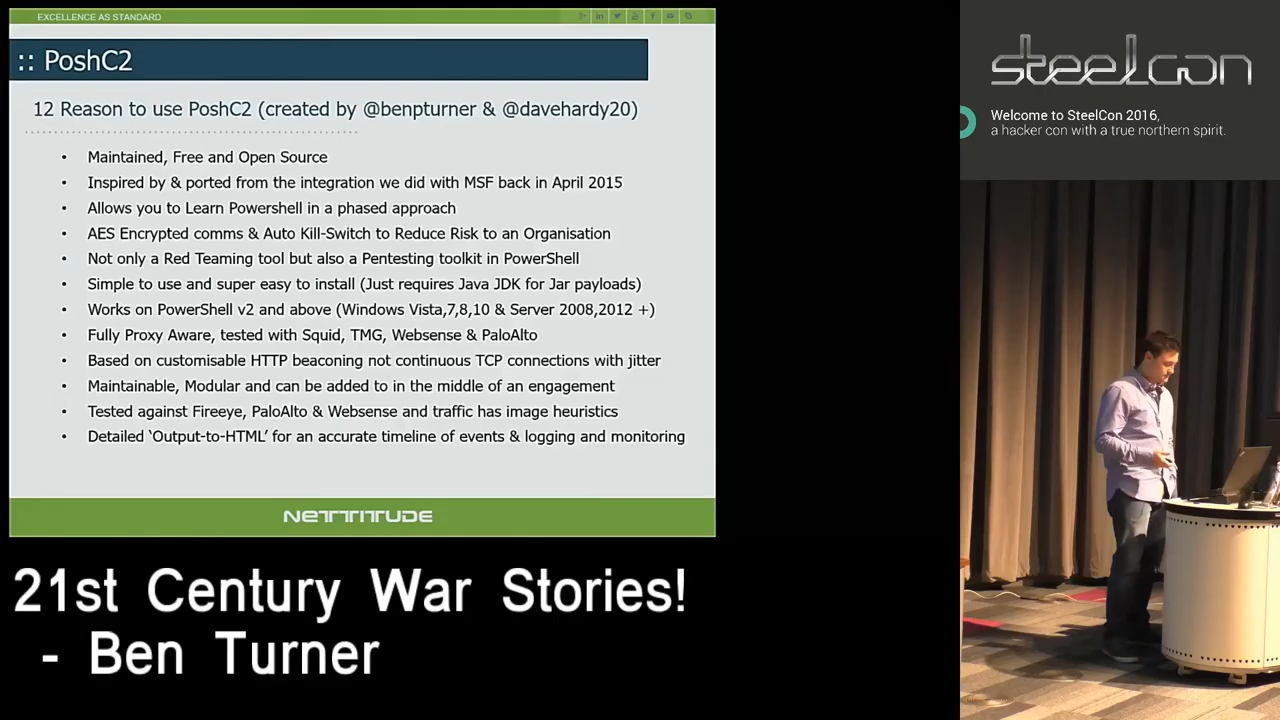 EXCELLENCE AS STANDARD
:: PoshC2
12 Reason to use PoshC2 (created by @benpturner & @davehardy20)
• Maintained, Free and Open Source
• Inspired by & ported from the integration we did with MSF back in April 2015
• Allows you to Learn Powershell in a phased approach
• AES Encrypted comms & Auto Kill-Switch to Reduce Risk to an Organisation
• Not only a Red Teaming tool but also a Pentesting toolkit in PowerShell
• Simple to use and super easy to install (Just requires Java JDK for Jar payloads)
• Works on PowerShell v2 and above (Windows Vista,7,8,10 & Server 2008,2012 +)
• Fully Proxy Aware, tested with Squid, TMG, Websense & PaloAlto
• Based on customisable HTTP beaconing not continuous TCP connections with jitter
• Maintainable, Modular and can be added to in the middle of an engagement
• Tested against Fireeye, PaloAlto & Websense and traffic has image heuristics
• Detailed ‘Output-to-HTML’ for an accurate timeline of events & logging and monitoring
NETTITUDE
21st Century War Stories!
- Ben Turner
steelcon
Welcome to SteelCon 2016,
a hacker con with a true northern spirit.